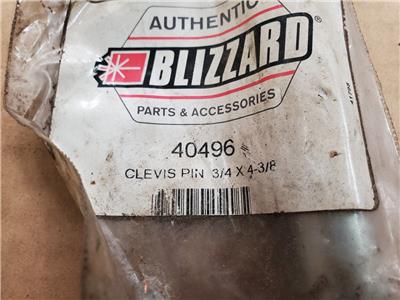 AUTHENTIC
BLIZZARD®
PARTS & ACCESSORIES
40496
CLEVIS PIN 3/4 X 4-3/8